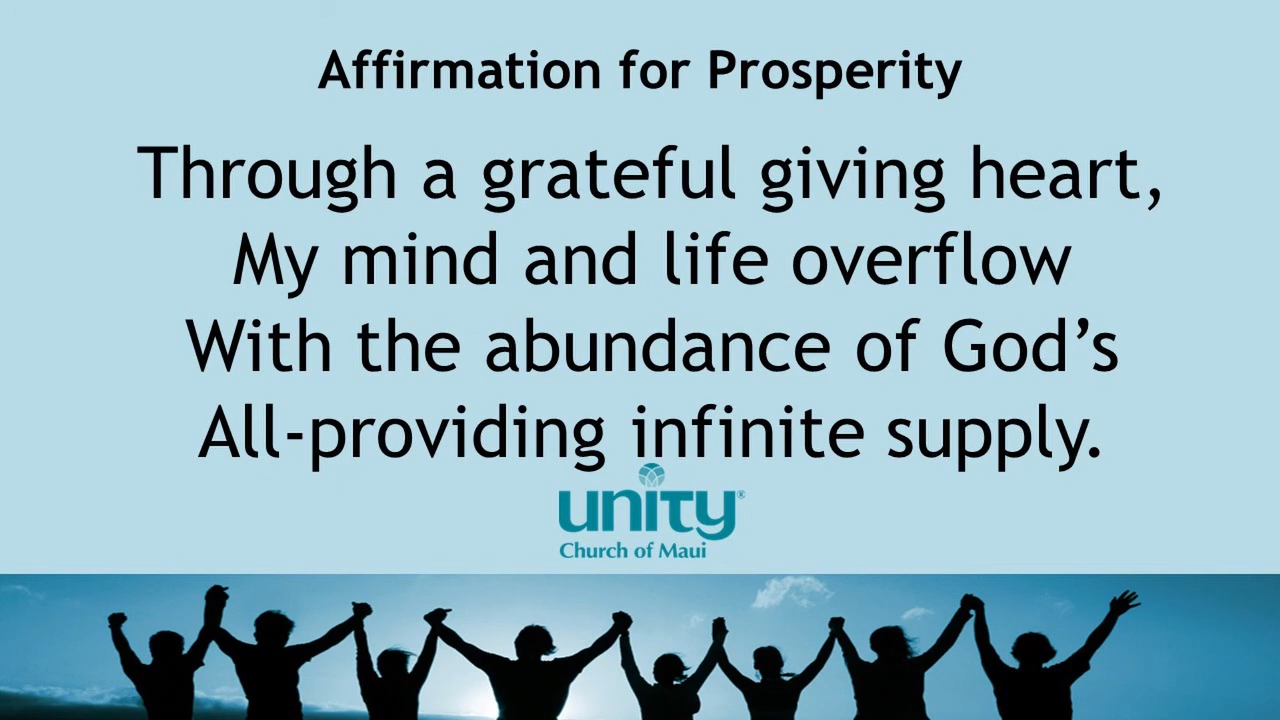 Affirmation for Prosperity
Through a grateful giving heart,
My mind and life overflow
With the abundance of God’s
All-providing infinite supply.
unity®
Church of Maui